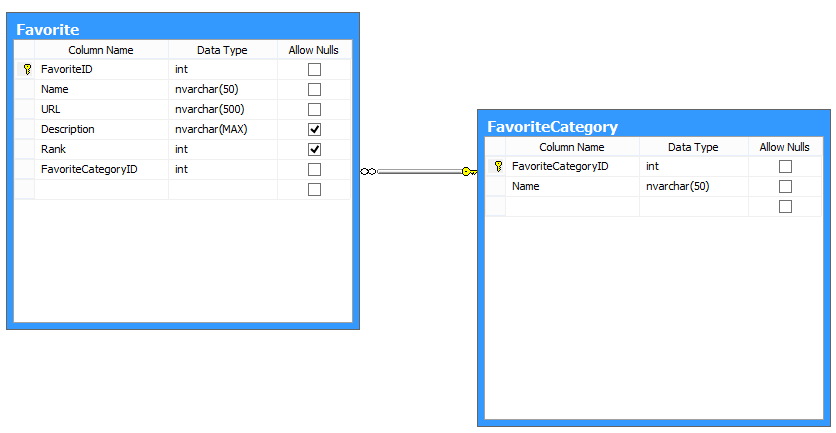 Favorite
Column Name Data Type Allow Nulls
FavoriteID int
Name nvarchar(50)
URL nvarchar(500)
Description nvarchar(MAX)
Rank int
FavoriteCategoryID int
FavoriteCategory
Column Name Data Type Allow Nulls
FavoriteCategoryID int
Name nvarchar(50)